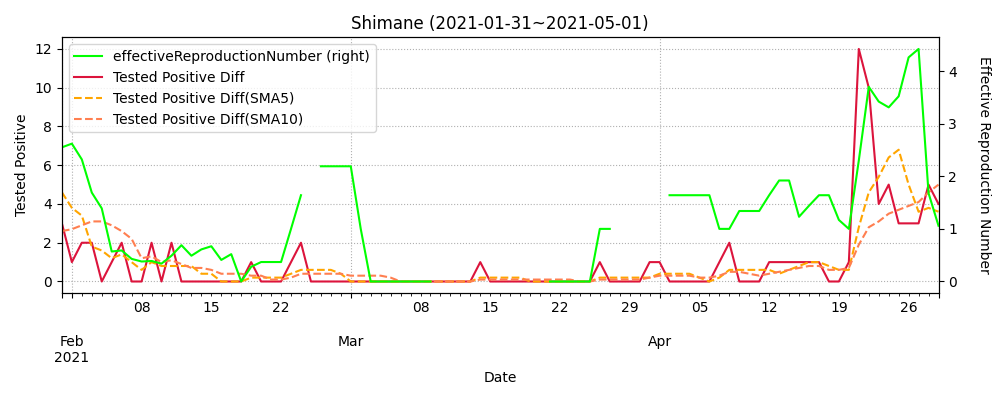 Shimane (2021-01-31~2021-05-01)
effectiveReproductionNumber (right)
Tested Positive Diff
Tested Positive Diff(SMA5)
Tested Positive Diff(SMA10)
Tested Positive
12
10
8
6
4
2
0
4
3
2
1
0
Effective Reproduction Number
08 15 22 08 15 22 29 05 12 19 26
Feb Mar Apr
2021
Date